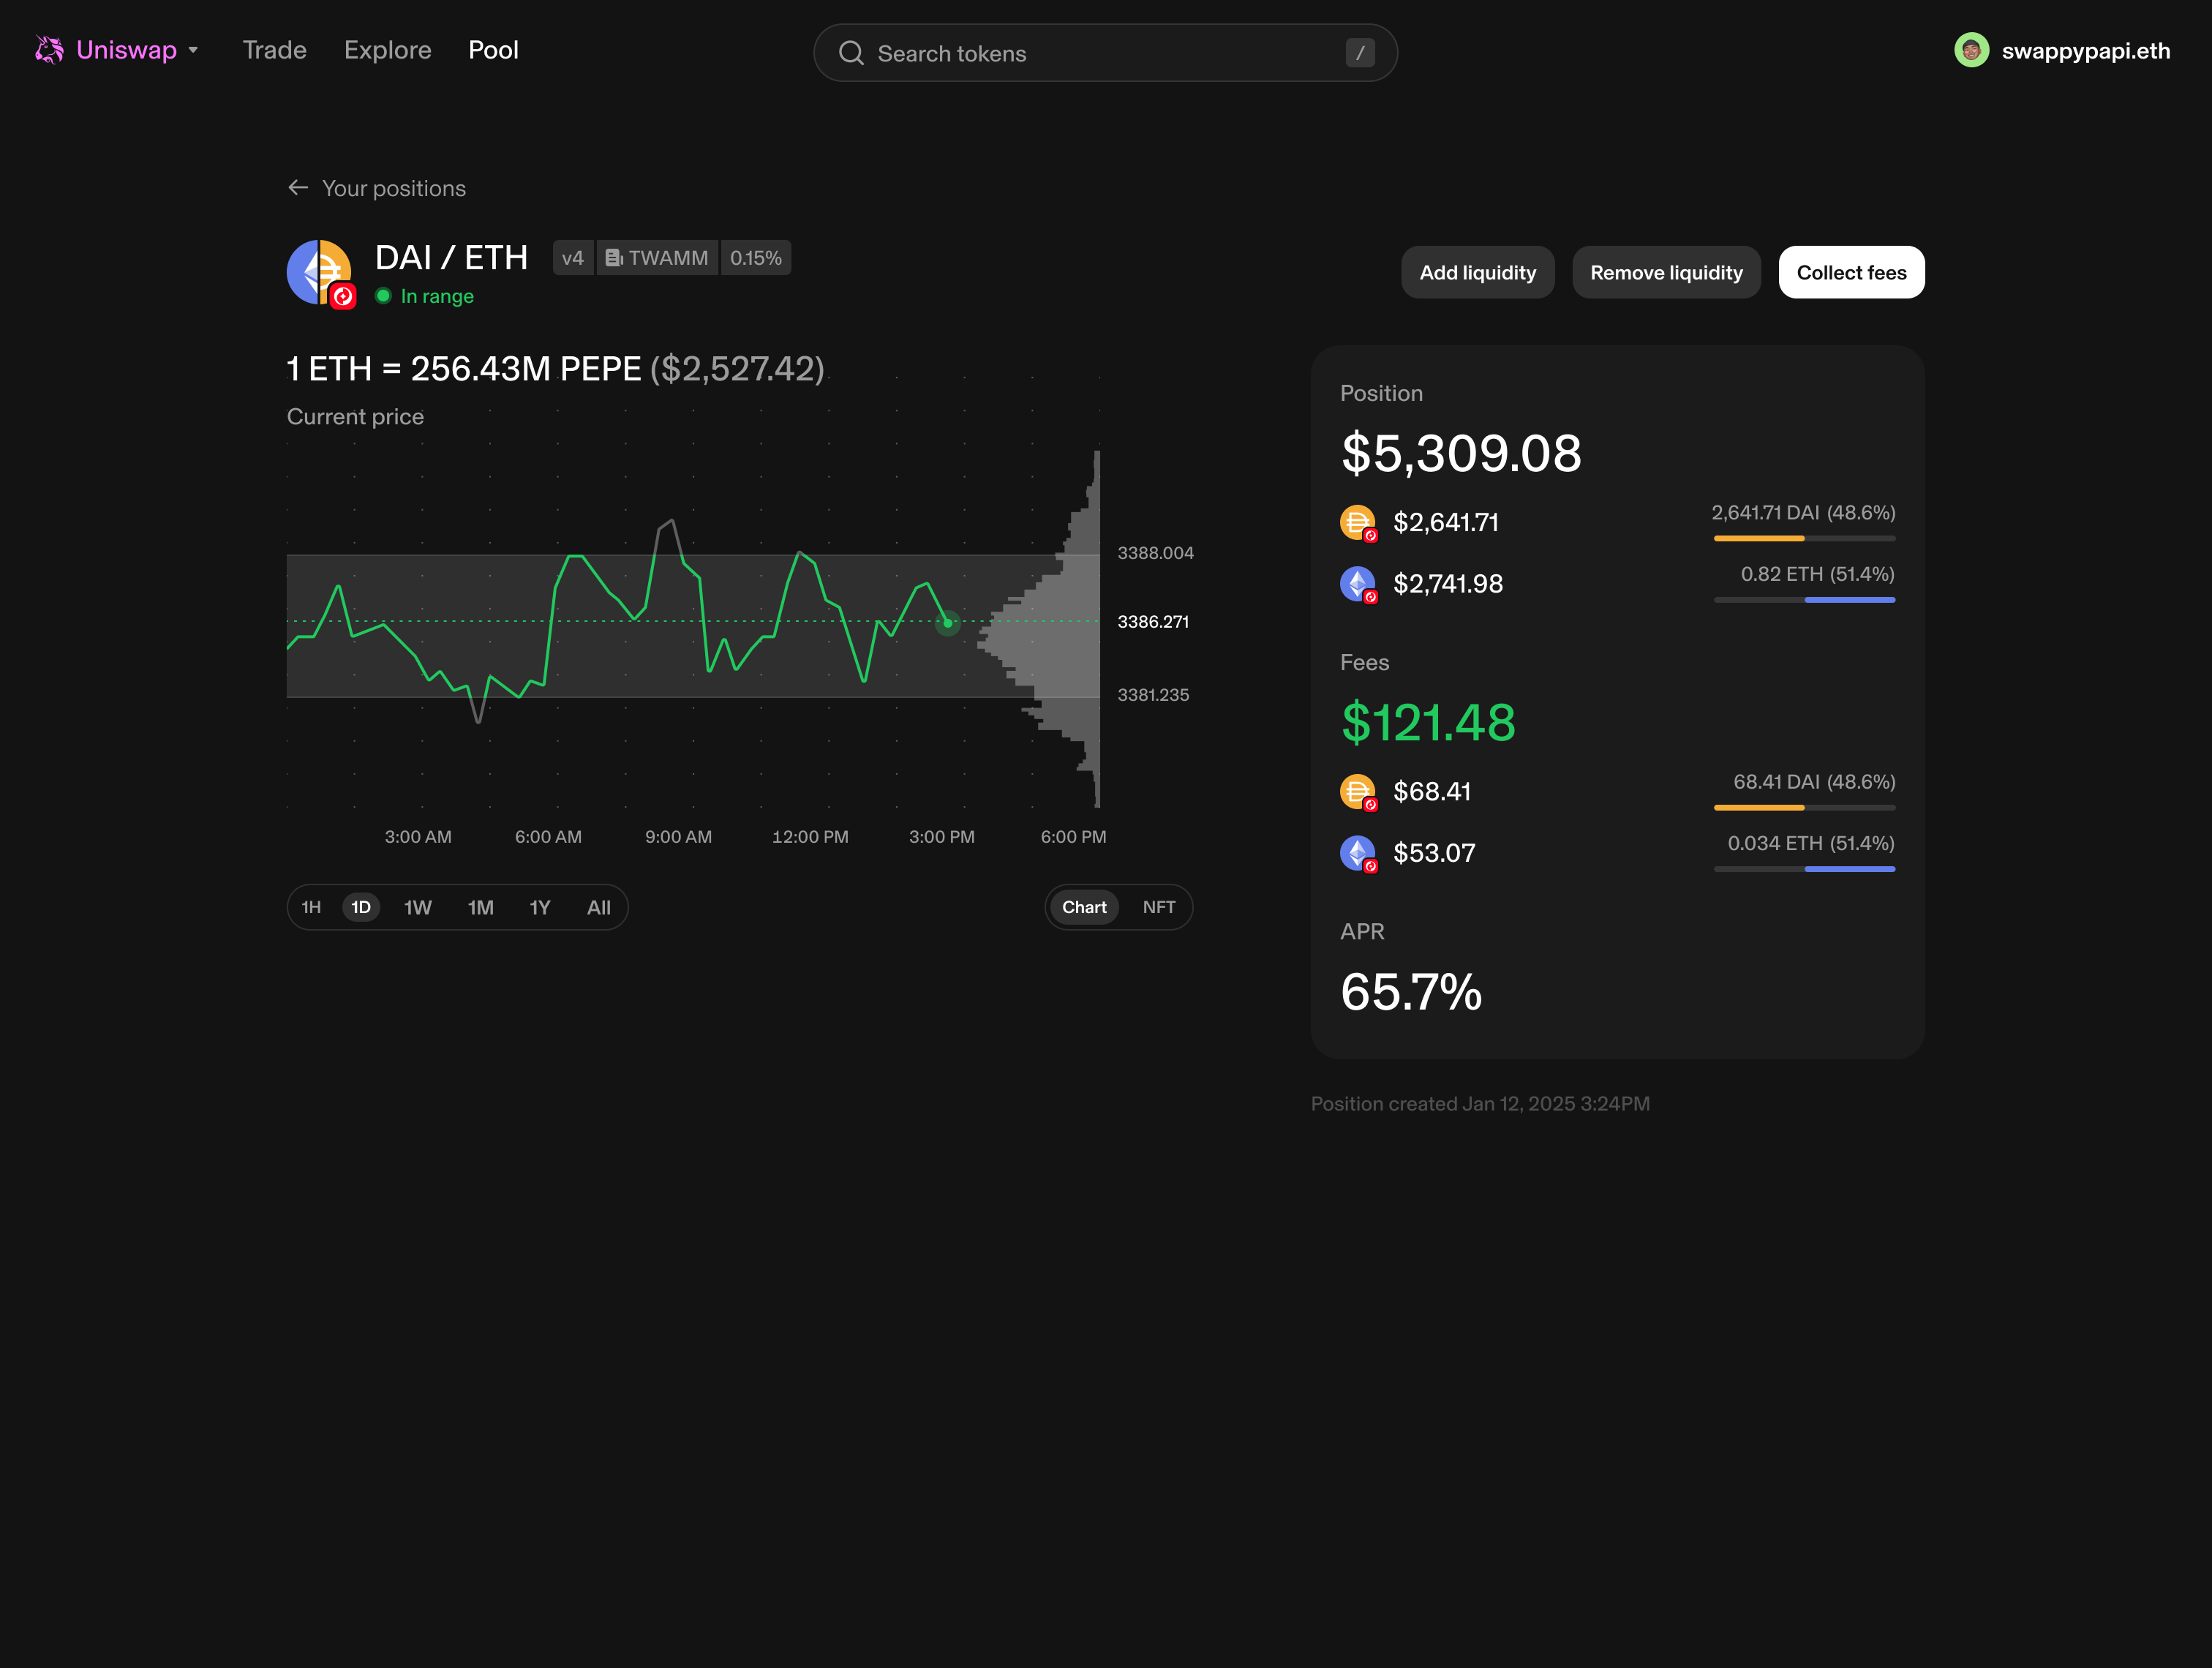 Uniswap Trade Explore Pool
Search tokens /
swappypapi.eth
Your positions
DAI / ETH v4 TWAMM 0.15%
In range
Add liquidity Remove liquidity Collect fees
1 ETH = 256.43M PEPE ($2,527.42)
Current price
3388.004
3386.271
3381.235
3:00 AM 6:00 AM 9:00 AM 12:00 PM 3:00 PM 6:00 PM
1H 1D 1W 1M 1Y All
Chart NFT
Position
$5,309.08
$2,641.71 2,641.71 DAI (48.6%)
$2,741.98 0.82 ETH (51.4%)
Fees
$121.48
$68.41 68.41 DAI (48.6%)
$53.07 0.034 ETH (51.4%)
APR
65.7%
Position created Jan 12, 2025 3:24PM